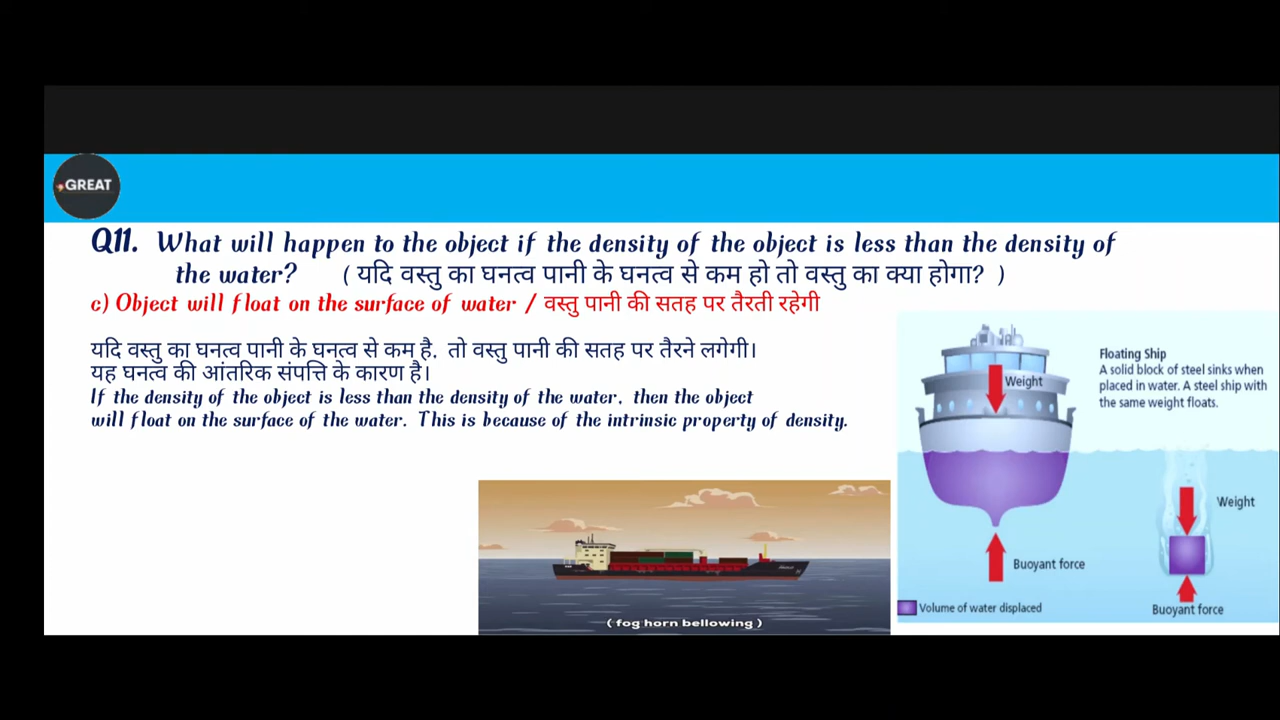 GREAT
Q11. What will happen to the object if the density of the object is less than the density of
the water? ( यदि वस्तु का घनत्व पानी के घनत्व से कम हो तो वस्तु का क्या होगा? )
c) Object will float on the surface of water / वस्तु पानी की सतह पर तैरती रहेगी
यदि वस्तु का घनत्व पानी के घनत्व से कम है, तो वस्तु पानी की सतह पर तैरने लगेगी।
यह घनत्व की आंतरिक संपत्ति के कारण है।
If the density of the object is less than the density of the water, then the object
will float on the surface of the water. This is because of the intrinsic property of density.
Floating Ship
A solid block of steel sinks when
placed in water. A steel ship with
the same weight floats.
Weight
Weight
Buoyant force
Buoyant force
Volume of water displaced
( fog horn bellowing )